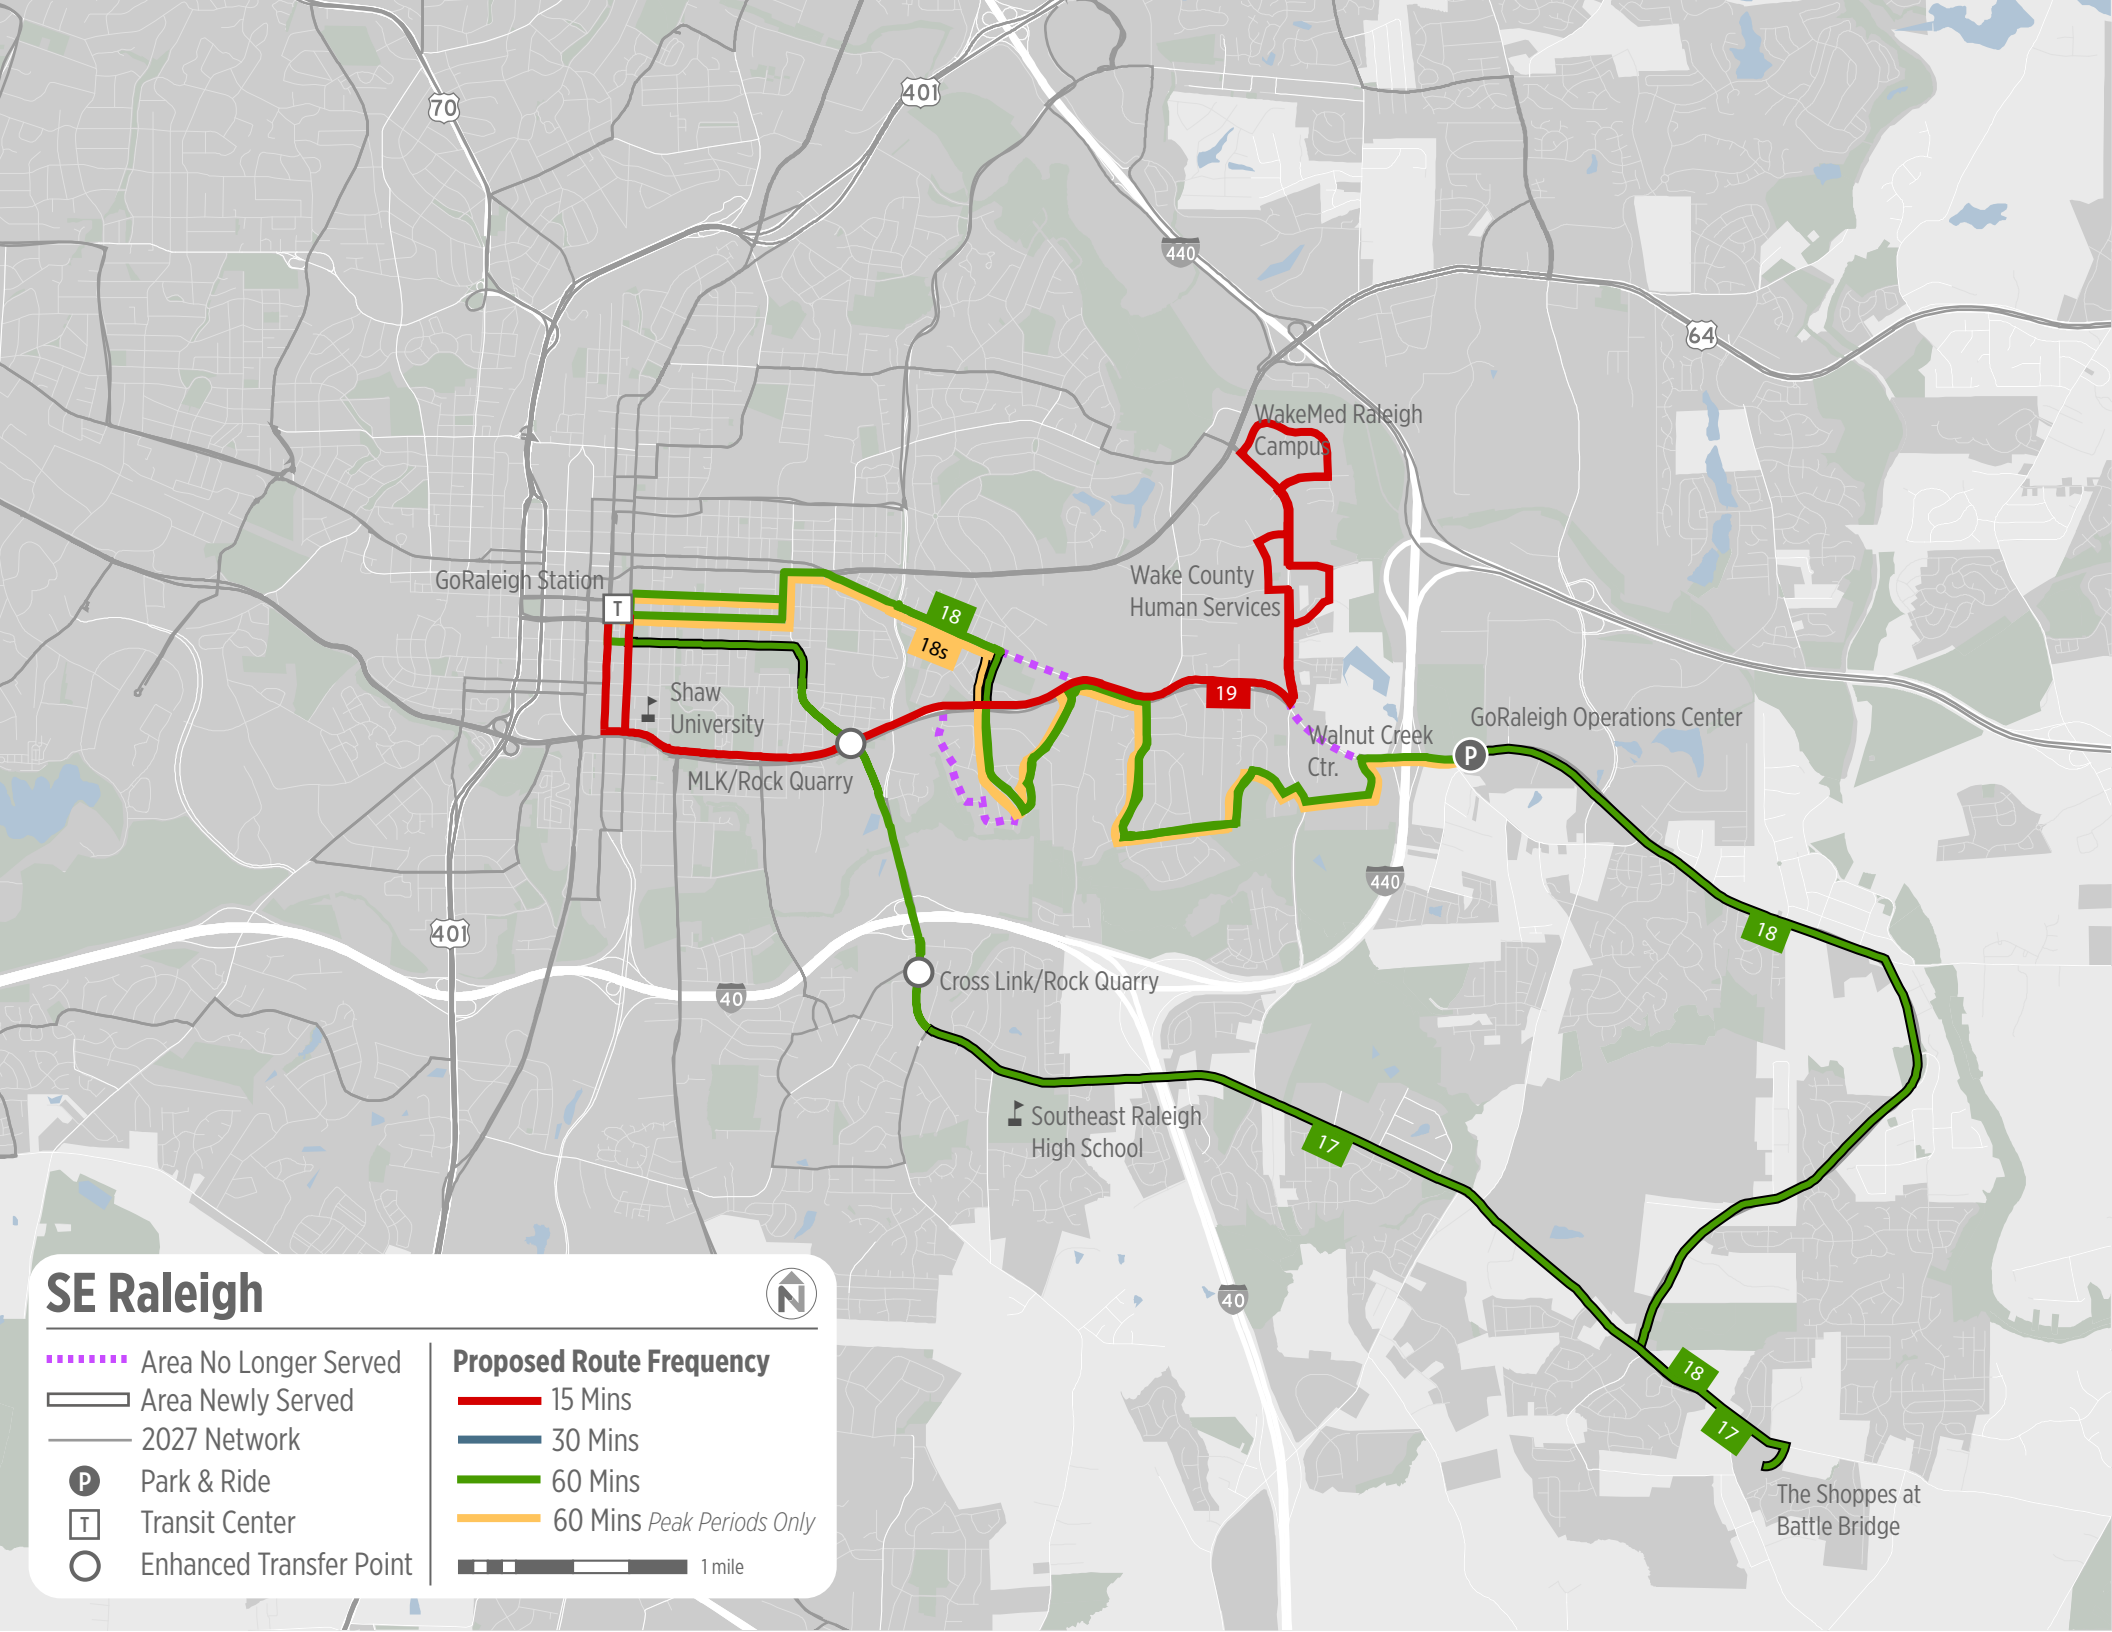 70
401
440
64
WakeMed Raleigh
Campus
GoRaleigh Station
T
Wake County
Human Services
18
18s
Shaw
University
19
GoRaleigh Operations Center
Walnut Creek
Ctr.
P
MLK/Rock Quarry
440
401
18
40
Cross Link/Rock Quarry
Southeast Raleigh
High School
17
40
18
17
The Shoppes at
Battle Bridge
SE Raleigh
N
Area No Longer Served
Area Newly Served
2027 Network
P
Park & Ride
T
Transit Center
Enhanced Transfer Point
Proposed Route Frequency
15 Mins
30 Mins
60 Mins
60 Mins Peak Periods Only
1 mile